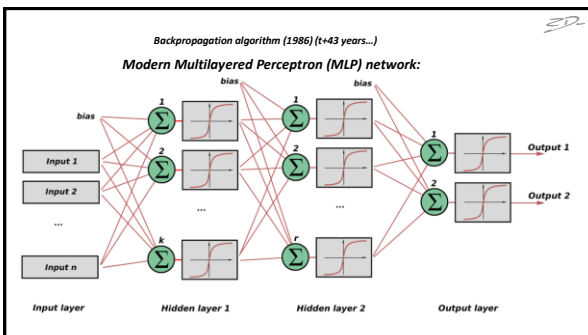 Backpropagation algorithm (1986) (t+43 years…)
Modern Multilayered Perceptron (MLP) network:
bias
bias
bias
1
1
1
Σ
Σ
Σ
Output 1
Input 1
2
2
2
Σ
Σ
Σ
Output 2
Input 2
...
...
...
k
r
Σ
Σ
Input n
Input layer
Hidden layer 1
Hidden layer 2
Output layer